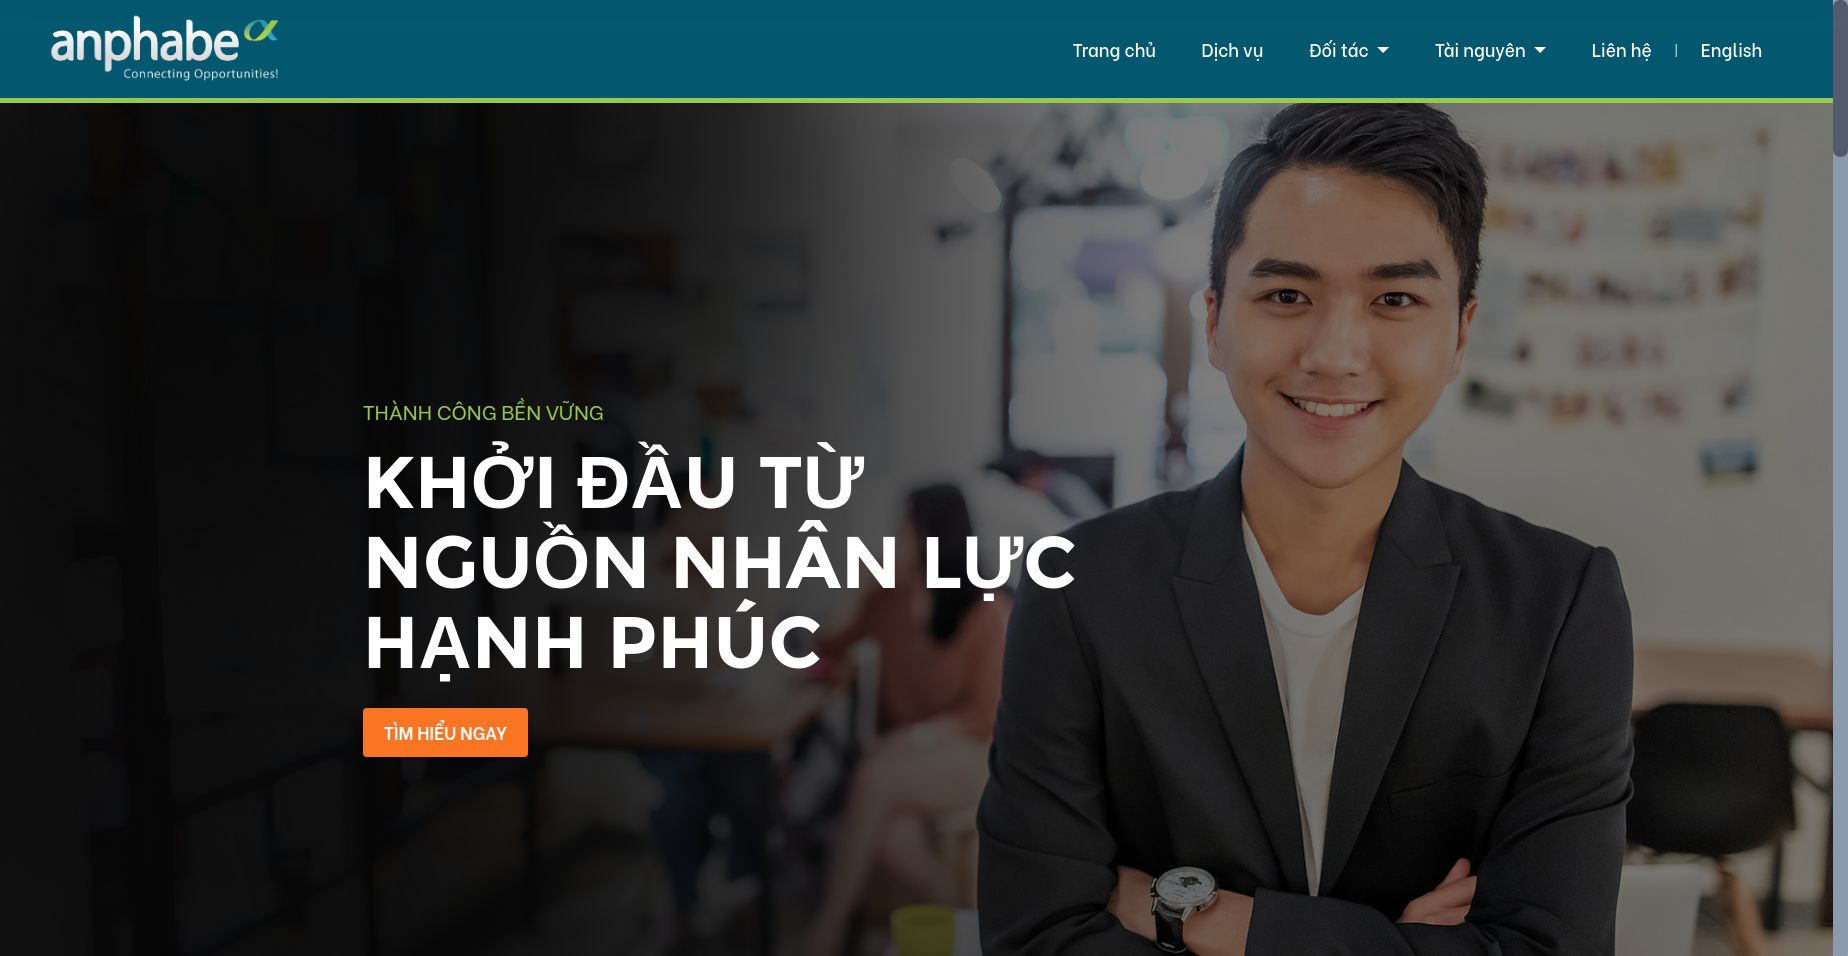 anphabe
Connecting Opportunities!
Trang chủ
Dịch vụ
Đối tác
Tài nguyên
Liên hệ
|
English
THÀNH CÔNG BỀN VỮNG
KHỞI ĐẦU TỪ
NGUỒN NHÂN LỰC
HẠNH PHÚC
TÌM HIỂU NGAY